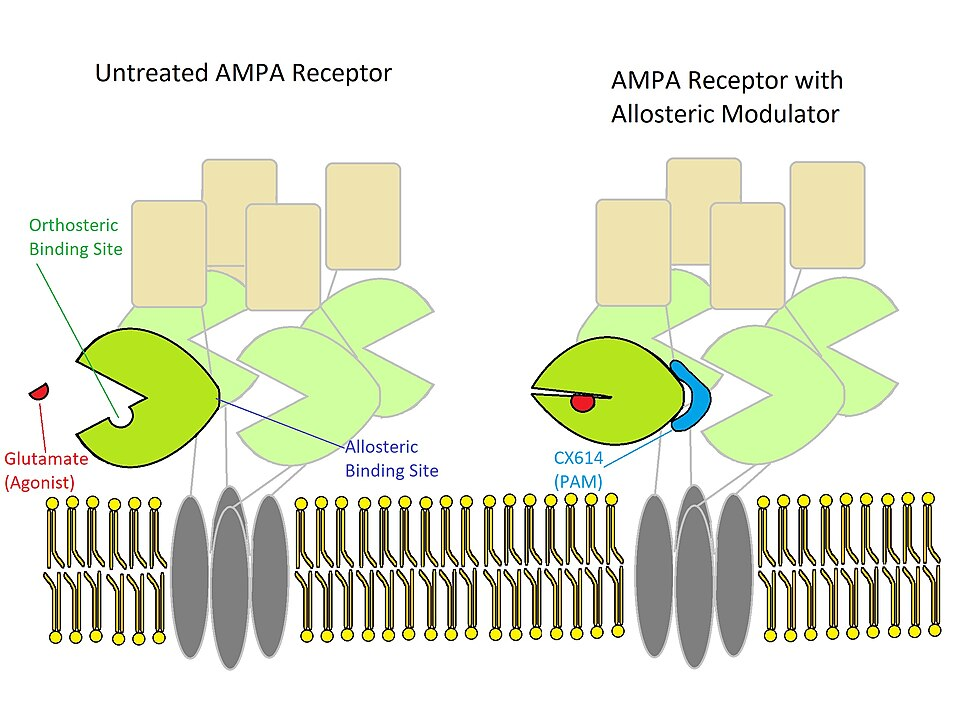 Untreated AMPA Receptor
AMPA Receptor with
Allosteric Modulator
Orthosteric
Binding Site
Glutamate
(Agonist)
Allosteric
Binding Site
CX614
(PAM)